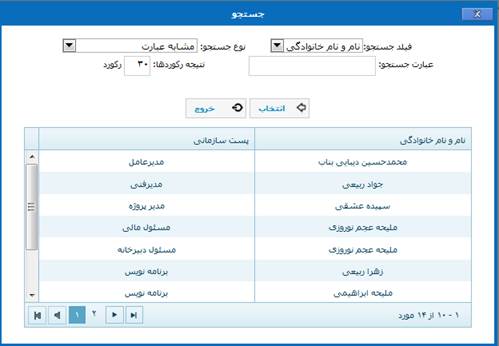 جستجو
فیلد جستجو: نام و نام خانوادگی نوع جستجو: مشابه عبارت
عبارت جستجو: نتیجه رکوردها: ۳۰ رکورد
انتخاب خروج
نام و نام خانوادگی پست سازمانی
محمدحسین دیبایی بناب مدیرعامل
جواد ربیعی مدیرفنی
سپیده عشقی مدیر پروژه
ملیحه عجم نوروزی مسئول مالی
ملیحه عجم نوروزی مسئول دبیرخانه
زهرا ربیعی برنامه نویس
ملیحه ابراهیمی برنامه نویس
۱ - ۱۰ از ۱۴ مورد ۱ ۲